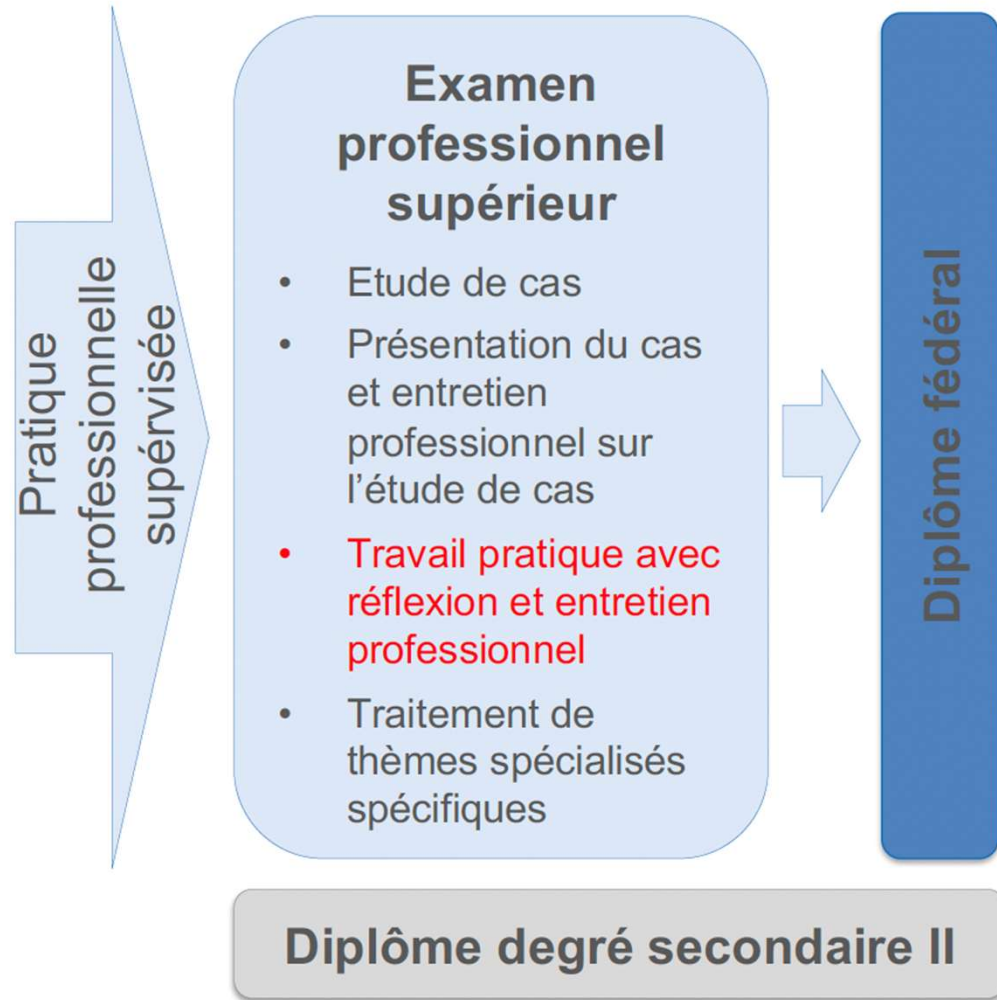 Pratique
professionnelle
supérvisée
Examen
professionnel
supérieur
• Etude de cas
• Présentation du cas
et entretien
professionnel sur
l’étude de cas
• Travail pratique avec
réflexion et entretien
professionnel
• Traitement de
thèmes spécialisés
spécifiques
Diplôme fédéral
Diplôme degré secondaire II